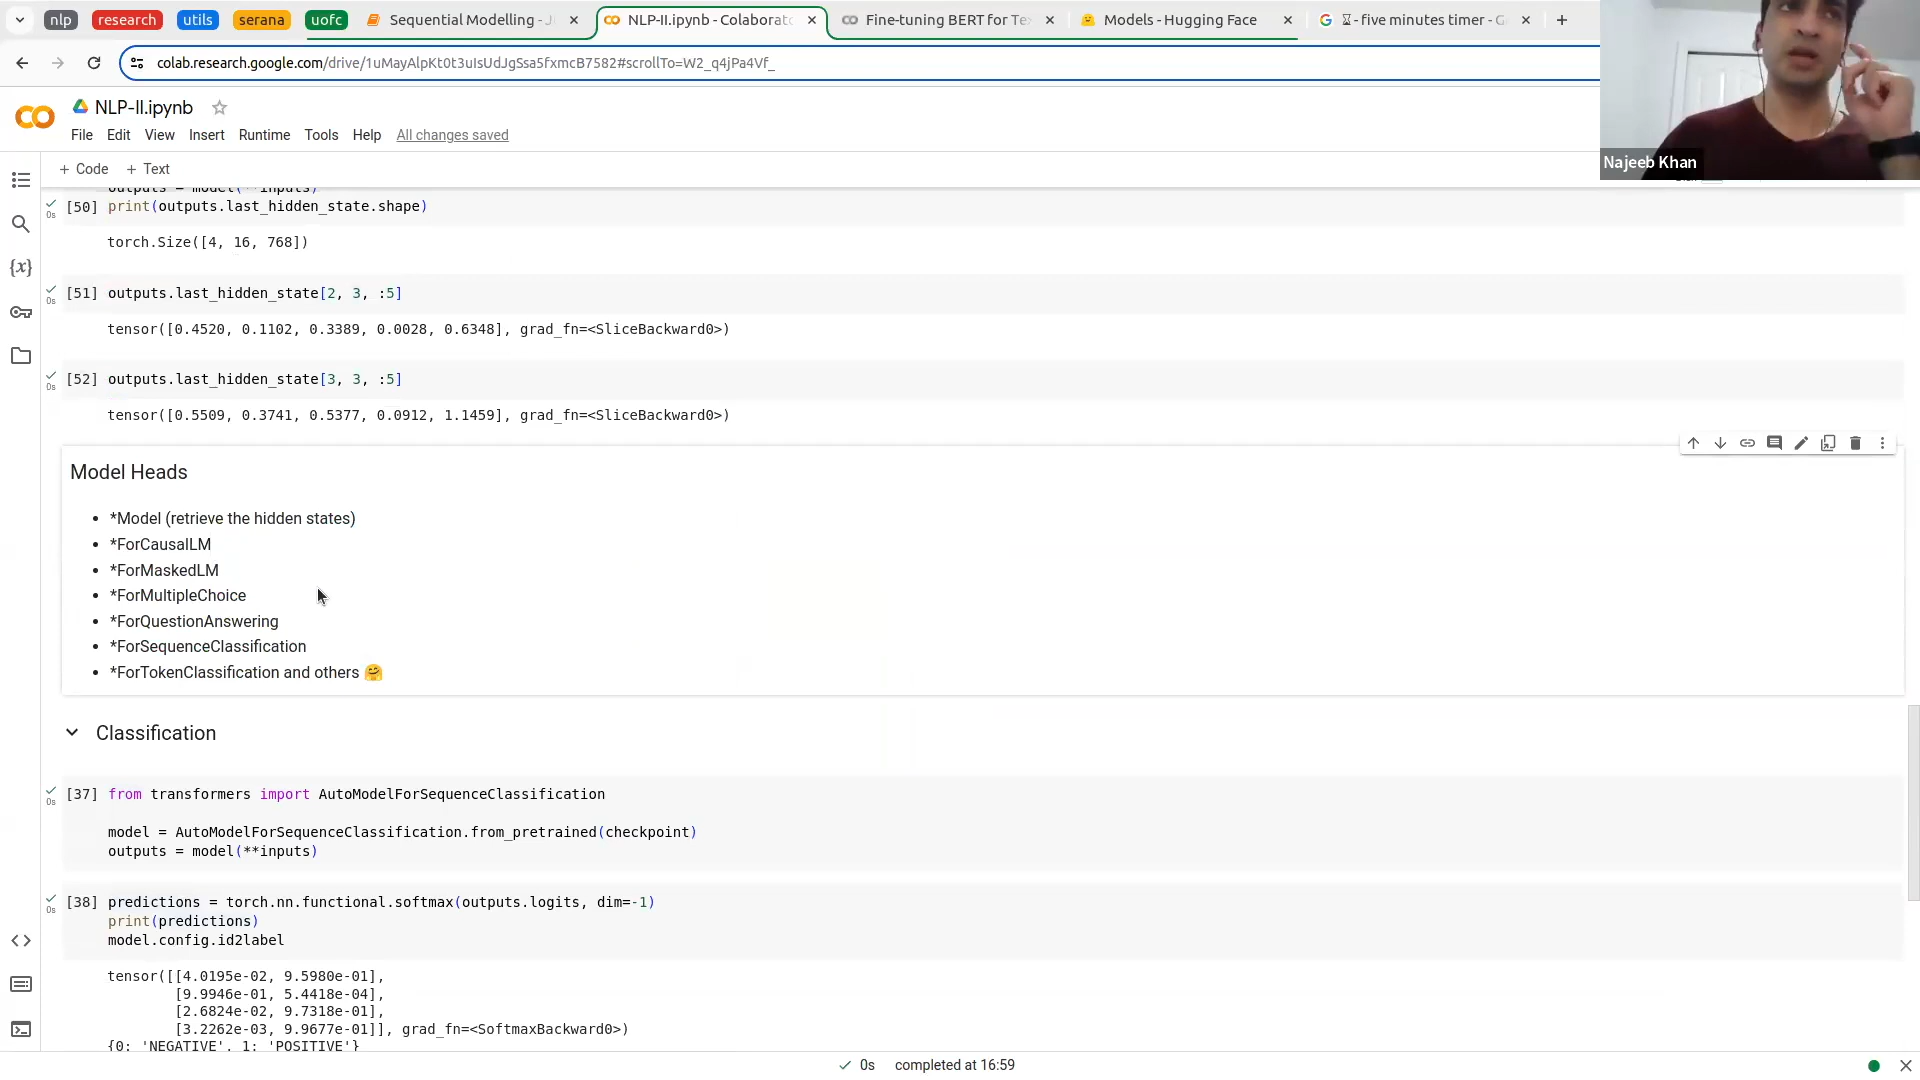 nlp research utils serana uofc Sequential Modelling - J NLP-II.ipynb - Colaborato Fine-tuning BERT for Te Models - Hugging Face ⌛ - five minutes timer - G
colab.research.google.com/drive/1uMayAlpKt0t3uIsUdJgSsa5fxmcB7582#scrollTo=W2_q4jPa4Vf_
NLP-II.ipynb
File Edit View Insert Runtime Tools Help All changes saved
Najeeb Khan
+ Code + Text
outputs = model(**inputs)
[50] print(outputs.last_hidden_state.shape)
0s
torch.Size([4, 16, 768])
[51] outputs.last_hidden_state[2, 3, :5]
0s
tensor([0.4520, 0.1102, 0.3389, 0.0028, 0.6348], grad_fn=<SliceBackward0>)
[52] outputs.last_hidden_state[3, 3, :5]
0s
tensor([0.5509, 0.3741, 0.5377, 0.0912, 1.1459], grad_fn=<SliceBackward0>)
Model Heads
• *Model (retrieve the hidden states)
• *ForCausalLM
• *ForMaskedLM
• *ForMultipleChoice
• *ForQuestionAnswering
• *ForSequenceClassification
• *ForTokenClassification and others 🤗
Classification
[37] from transformers import AutoModelForSequenceClassification
0s
model = AutoModelForSequenceClassification.from_pretrained(checkpoint)
outputs = model(**inputs)
[38] predictions = torch.nn.functional.softmax(outputs.logits, dim=-1)
0s
print(predictions)
model.config.id2label
tensor([[4.0195e-02, 9.5980e-01],
[9.9946e-01, 5.4418e-04],
[2.6824e-02, 9.7318e-01],
[3.2262e-03, 9.9677e-01]], grad_fn=<SoftmaxBackward0>)
{0: 'NEGATIVE', 1: 'POSITIVE'}
0s completed at 16:59